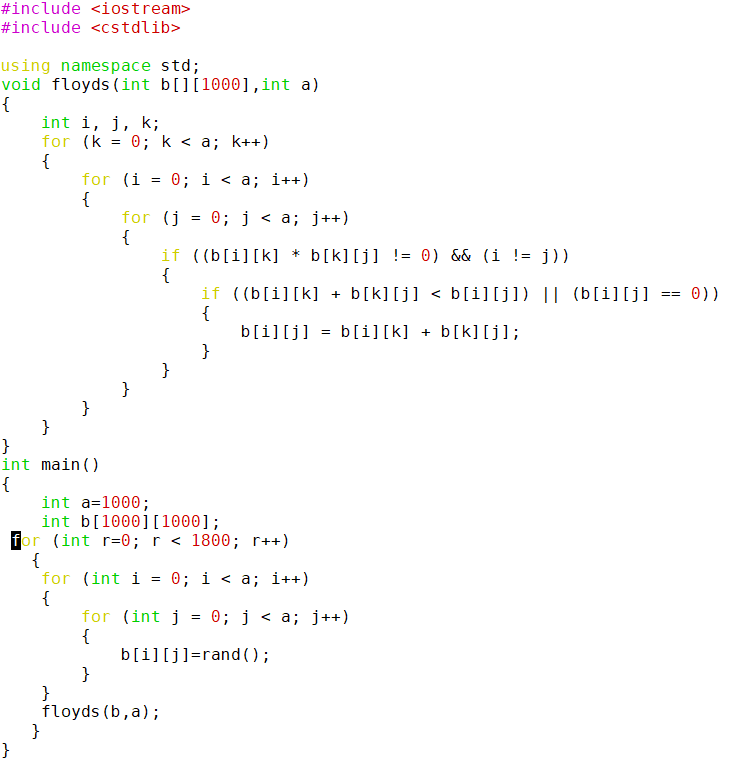 #include <iostream>
#include <cstdlib>

using namespace std;
void floyds(int b[][1000],int a)
{
    int i, j, k;
    for (k = 0; k < a; k++)
    {
        for (i = 0; i < a; i++)
        {
            for (j = 0; j < a; j++)
            {
                if ((b[i][k] * b[k][j] != 0) && (i != j))
                {
                    if ((b[i][k] + b[k][j] < b[i][j]) || (b[i][j] == 0))
                    {
                        b[i][j] = b[i][k] + b[k][j];
                    }
                }
            }
        }
    }
}
int main()
{
    int a=1000;
    int b[1000][1000];
 for (int r=0; r < 1800; r++)
   {
    for (int i = 0; i < a; i++)
    {
        for (int j = 0; j < a; j++)
        {
            b[i][j]=rand();
        }
    }
    floyds(b,a);
   }
}